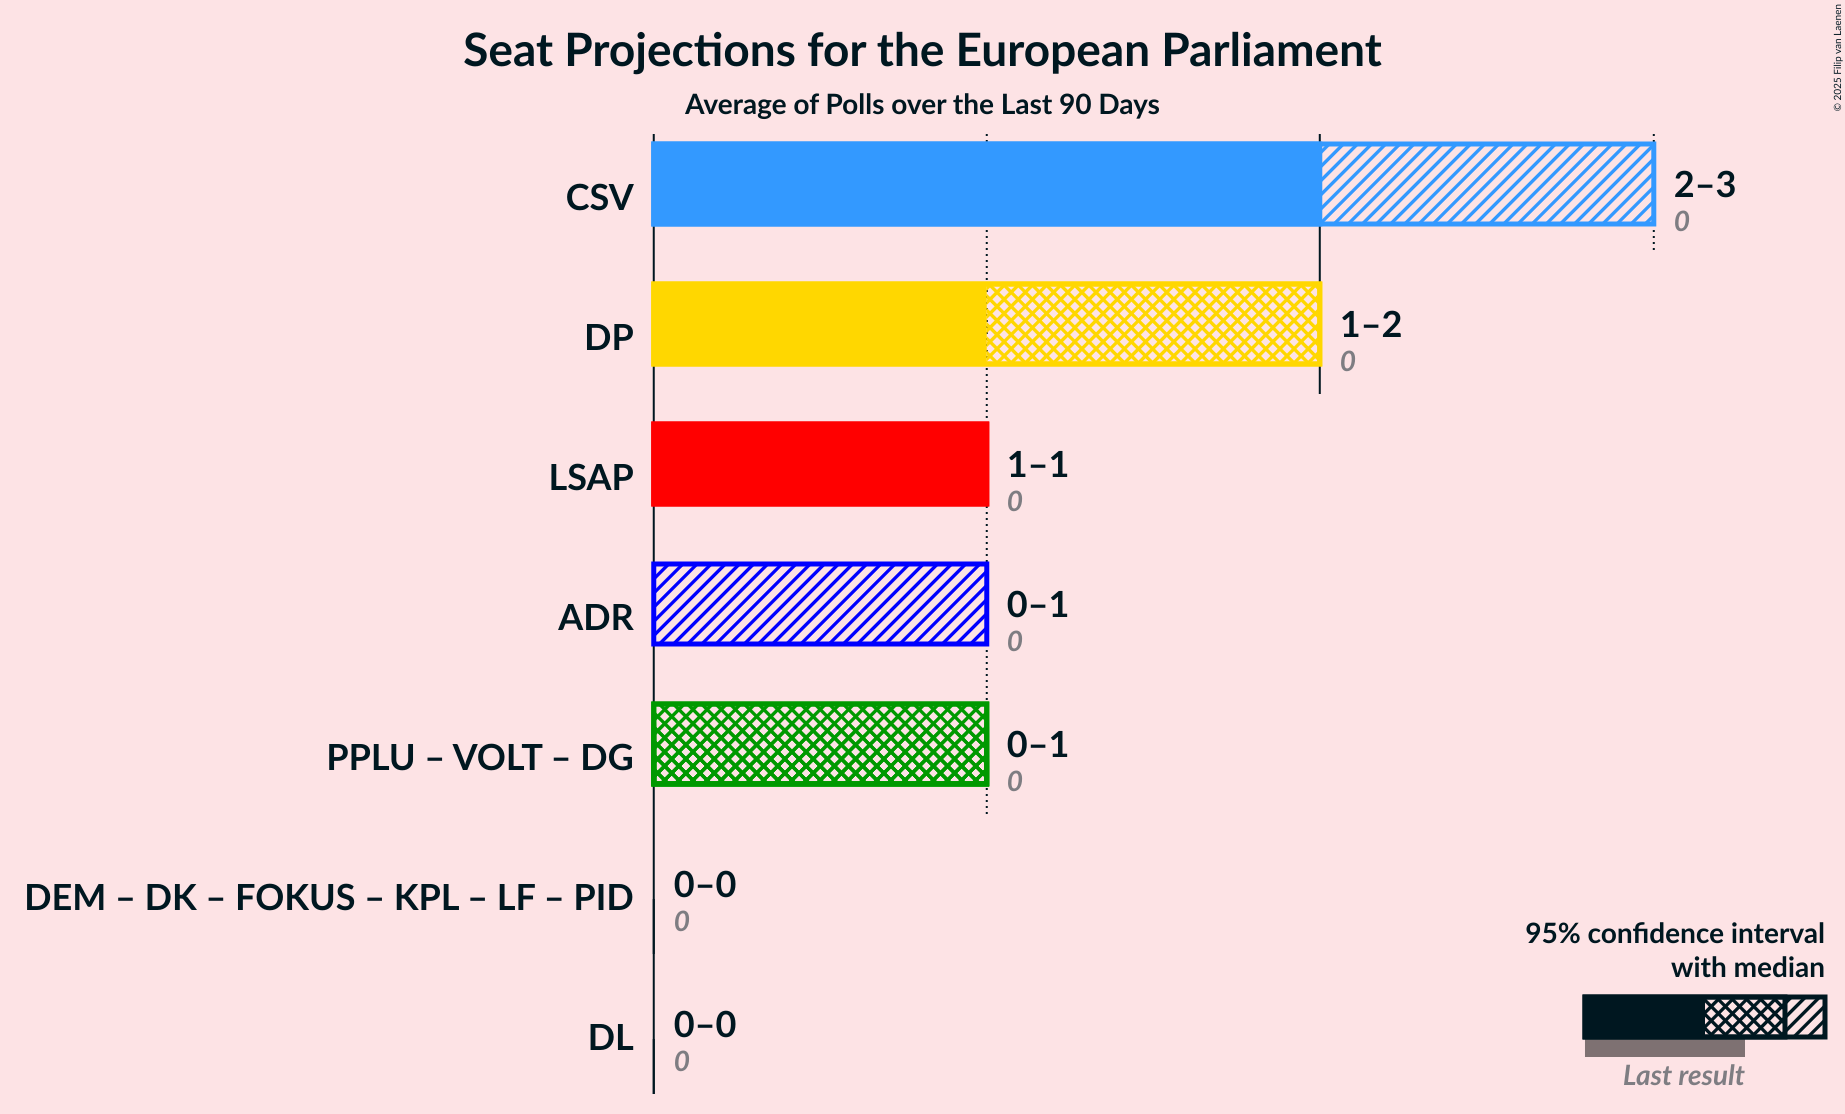 Seat Projections for the European Parliament
Average of Polls over the Last 90 Days
© 2025 Filip van Laenen
CSV
2–3
0
DP
1–2
0
LSAP
1–1
0
ADR
0–1
0
PPLU – VOLT – DG
0–1
0
DEM – DK – FOKUS – KPL – LF – PID
0–0
0
DL
0–0
0
95% confidence interval
with median
Last result